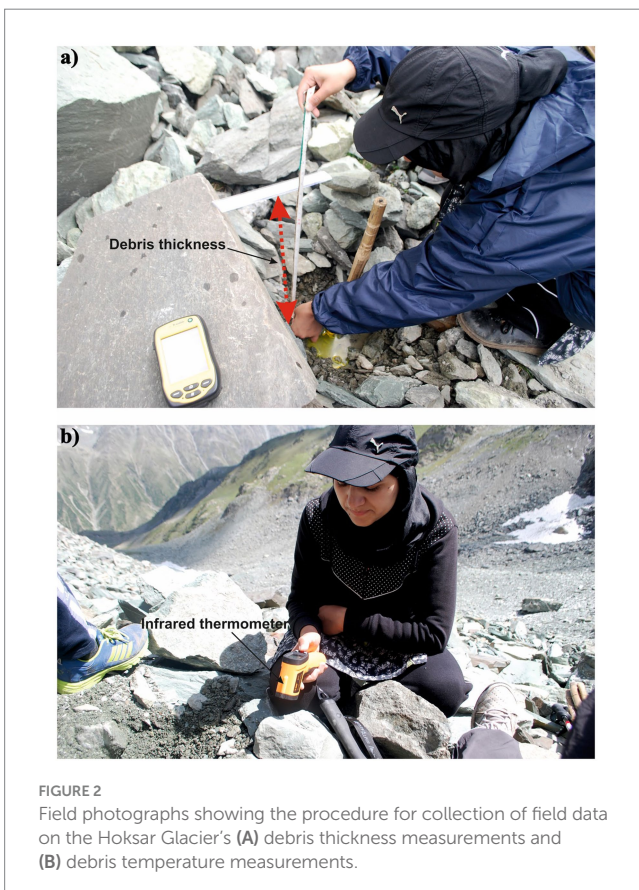 a)
Debris thickness
b)
Infrared thermometer
FIGURE 2
Field photographs showing the procedure for collection of field data
on the Hoksar Glacier's (A) debris thickness measurements and
(B) debris temperature measurements.